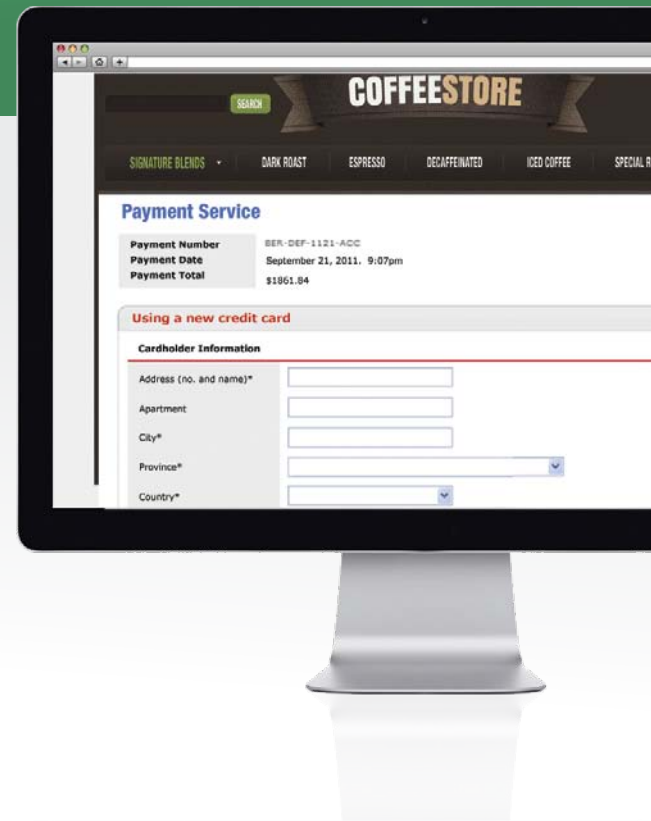 COFFEESTORE
SEARCH
SIGNATURE BLENDS DARK ROAST ESPRESSO DECAFFEINATED ICED COFFEE SPECIAL R
Payment Service
Payment Number BER-DEF-1121-ACC
Payment Date September 21, 2011. 9:07pm
Payment Total $1861.84
Using a new credit card
Cardholder Information
Address (no. and name)*
Apartment
City*
Province*
Country*